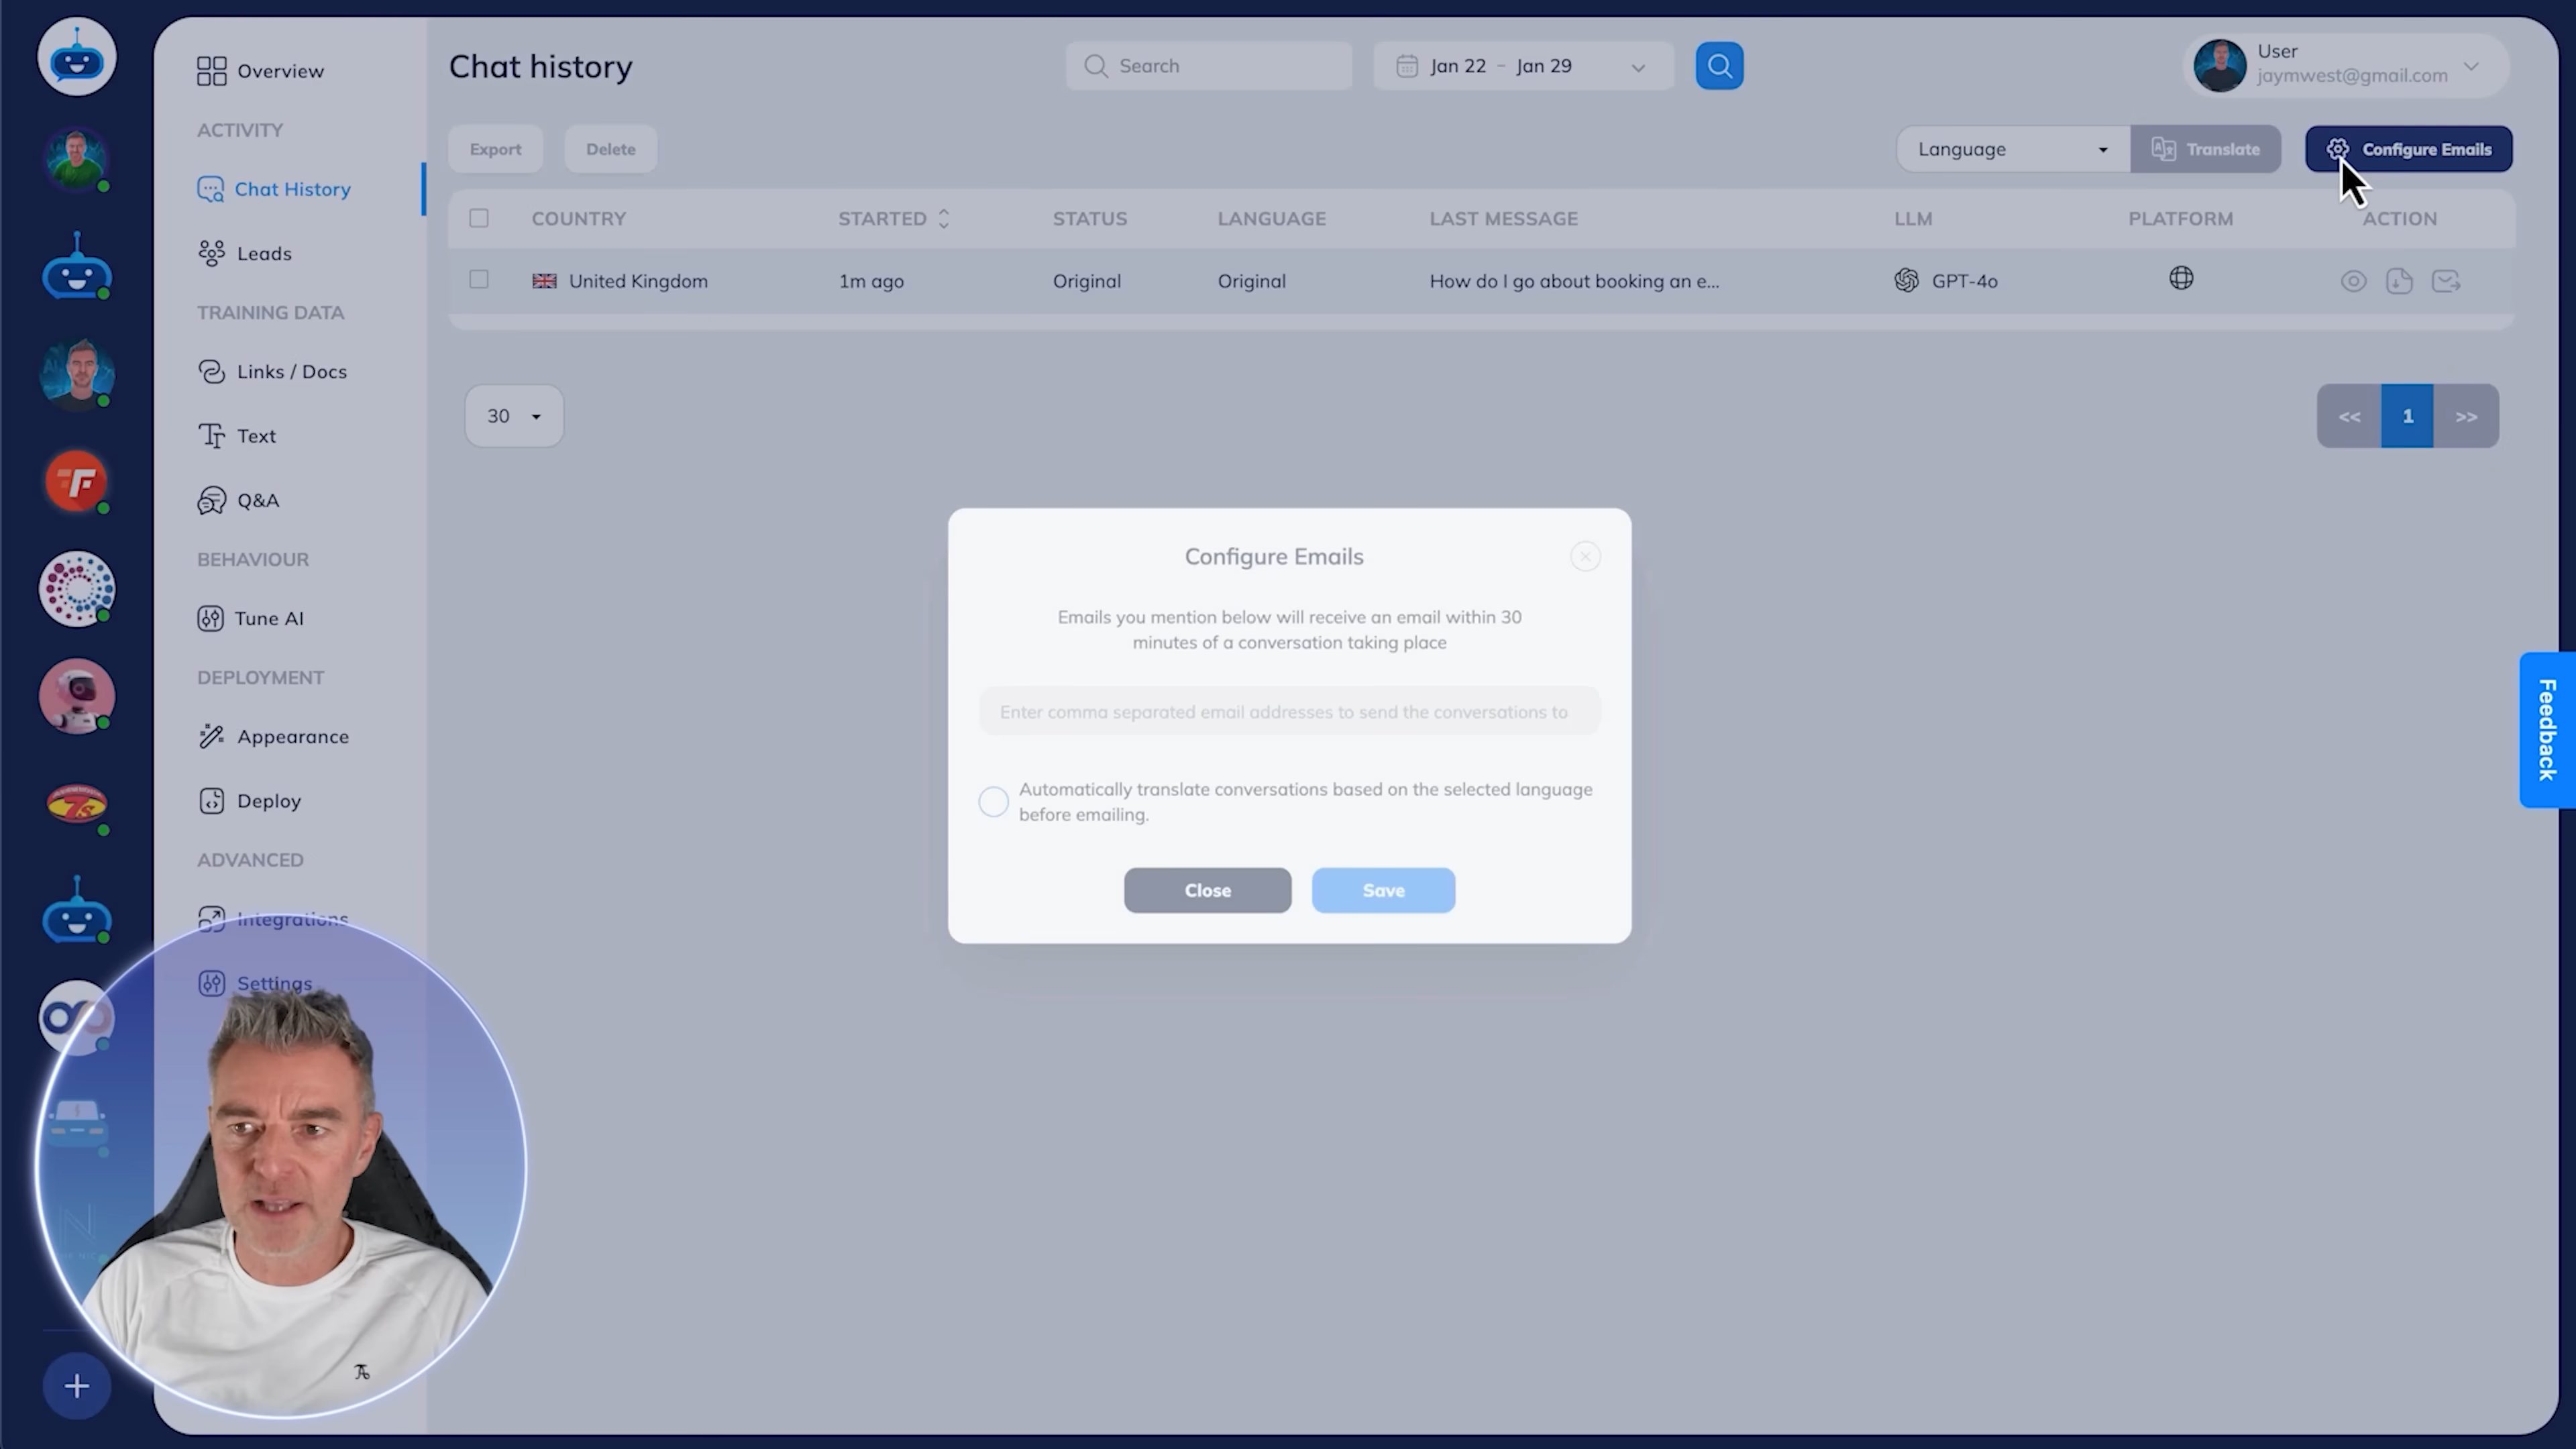 Overview
ACTIVITY
Chat History
Leads
TRAINING DATA
Links / Docs
Text
Q&A
BEHAVIOUR
Tune AI
DEPLOYMENT
Appearance
Deploy
ADVANCED
Integrations
Settings
Chat history
Search
Jan 22 – Jan 29
User
jaymwest@gmail.com
Export
Delete
Language
Translate
Configure Emails
COUNTRY STARTED STATUS LANGUAGE LAST MESSAGE LLM PLATFORM ACTION
United Kingdom 1m ago Original Original How do I go about booking an e... GPT-4o
30
<< 1 >>
Configure Emails
Emails you mention below will receive an email within 30
minutes of a conversation taking place
Enter comma separated email addresses to send the conversations to
Automatically translate conversations based on the selected language
before emailing.
Close
Save
Feedback